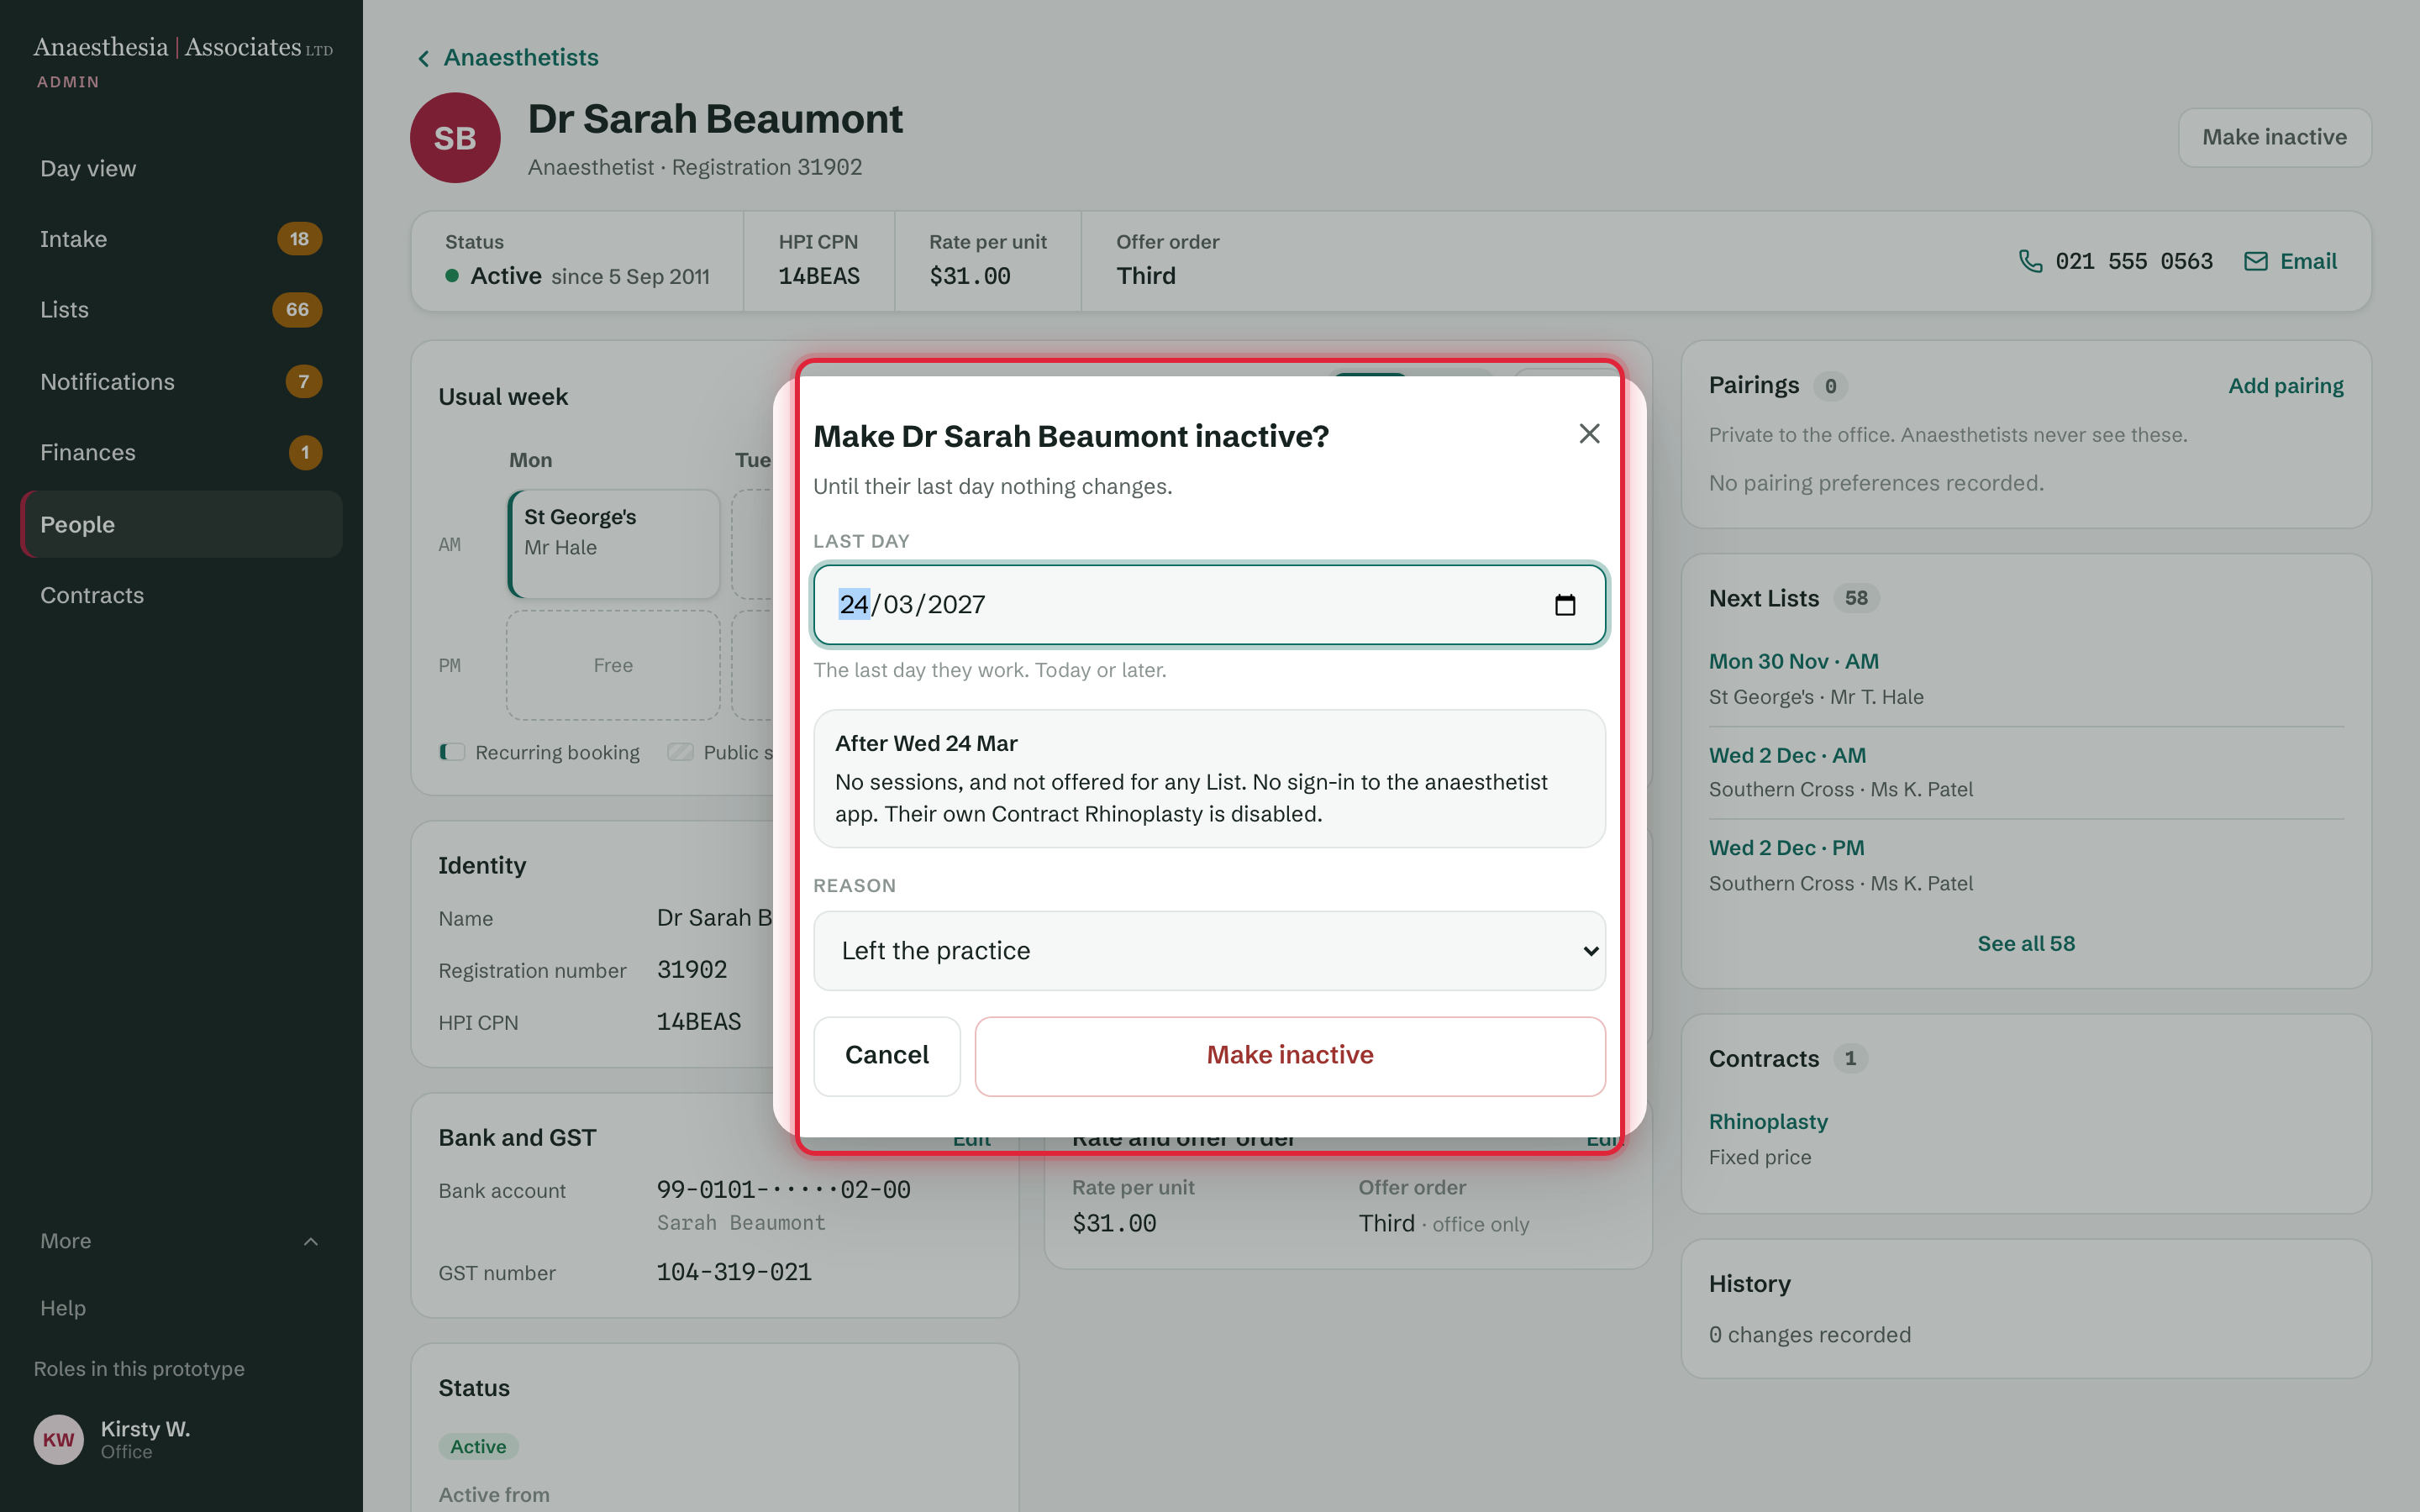 Anaesthesia | Associates LTD
ADMIN
Day view
Intake 18
Lists 66
Notifications 7
Finances 1
People
Contracts
More
Help
Roles in this prototype
KW
Kirsty W.
Office
Anaesthetists
SB
Dr Sarah Beaumont
Anaesthetist · Registration 31902
Make inactive
Status
Active since 5 Sep 2011
HPI CPN
14BEAS
Rate per unit
$31.00
Offer order
Third
021 555 0563
Email
Usual week
Mon
Tue
AM
St George's
Mr Hale
PM
Free
Recurring booking
Public s
Make Dr Sarah Beaumont inactive?
Until their last day nothing changes.
LAST DAY
24/03/2027
The last day they work. Today or later.
After Wed 24 Mar
No sessions, and not offered for any List. No sign-in to the anaesthetist
app. Their own Contract Rhinoplasty is disabled.
REASON
Left the practice
Cancel
Make inactive
Identity
Name
Dr Sarah B
Registration number
31902
HPI CPN
14BEAS
Bank and GST
Edit
Bank account
99-0101-·····02-00
Sarah Beaumont
GST number
104-319-021
Status
Active
Active from
Rate and offer order
Edit
Rate per unit
$31.00
Offer order
Third · office only
Pairings 0
Add pairing
Private to the office. Anaesthetists never see these.
No pairing preferences recorded.
Next Lists 58
Mon 30 Nov · AM
St George's · Mr T. Hale
Wed 2 Dec · AM
Southern Cross · Ms K. Patel
Wed 2 Dec · PM
Southern Cross · Ms K. Patel
See all 58
Contracts 1
Rhinoplasty
Fixed price
History
0 changes recorded